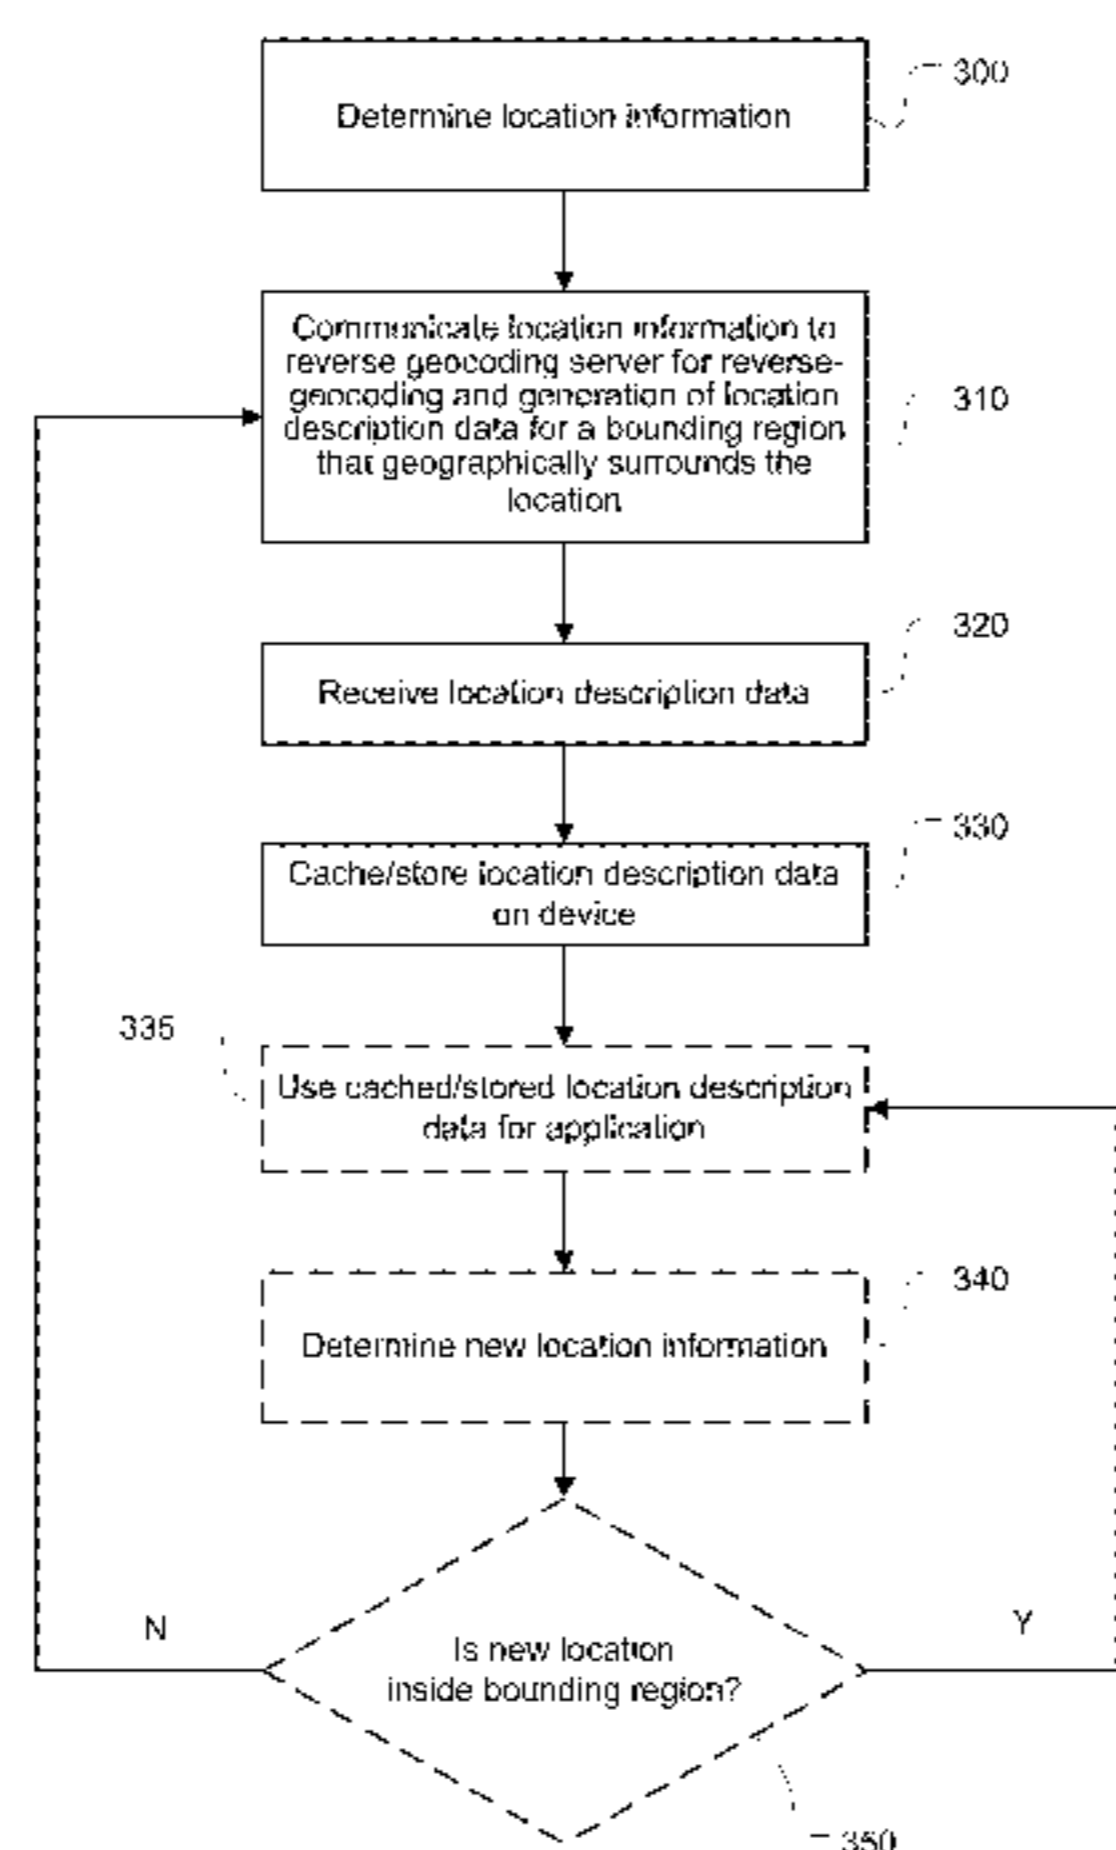 Determine location information
300
Communicate location information to
reverse geocoding server for reverse-
geocoding and generation of location
description data for a bounding region
that geographically surrounds the
location
310
Receive location description data
320
Cache/store location description data
on device
330
335
Use cached/stored location description
data for application
Determine new location information
340
N
Is new location
inside bounding region?
Y
350